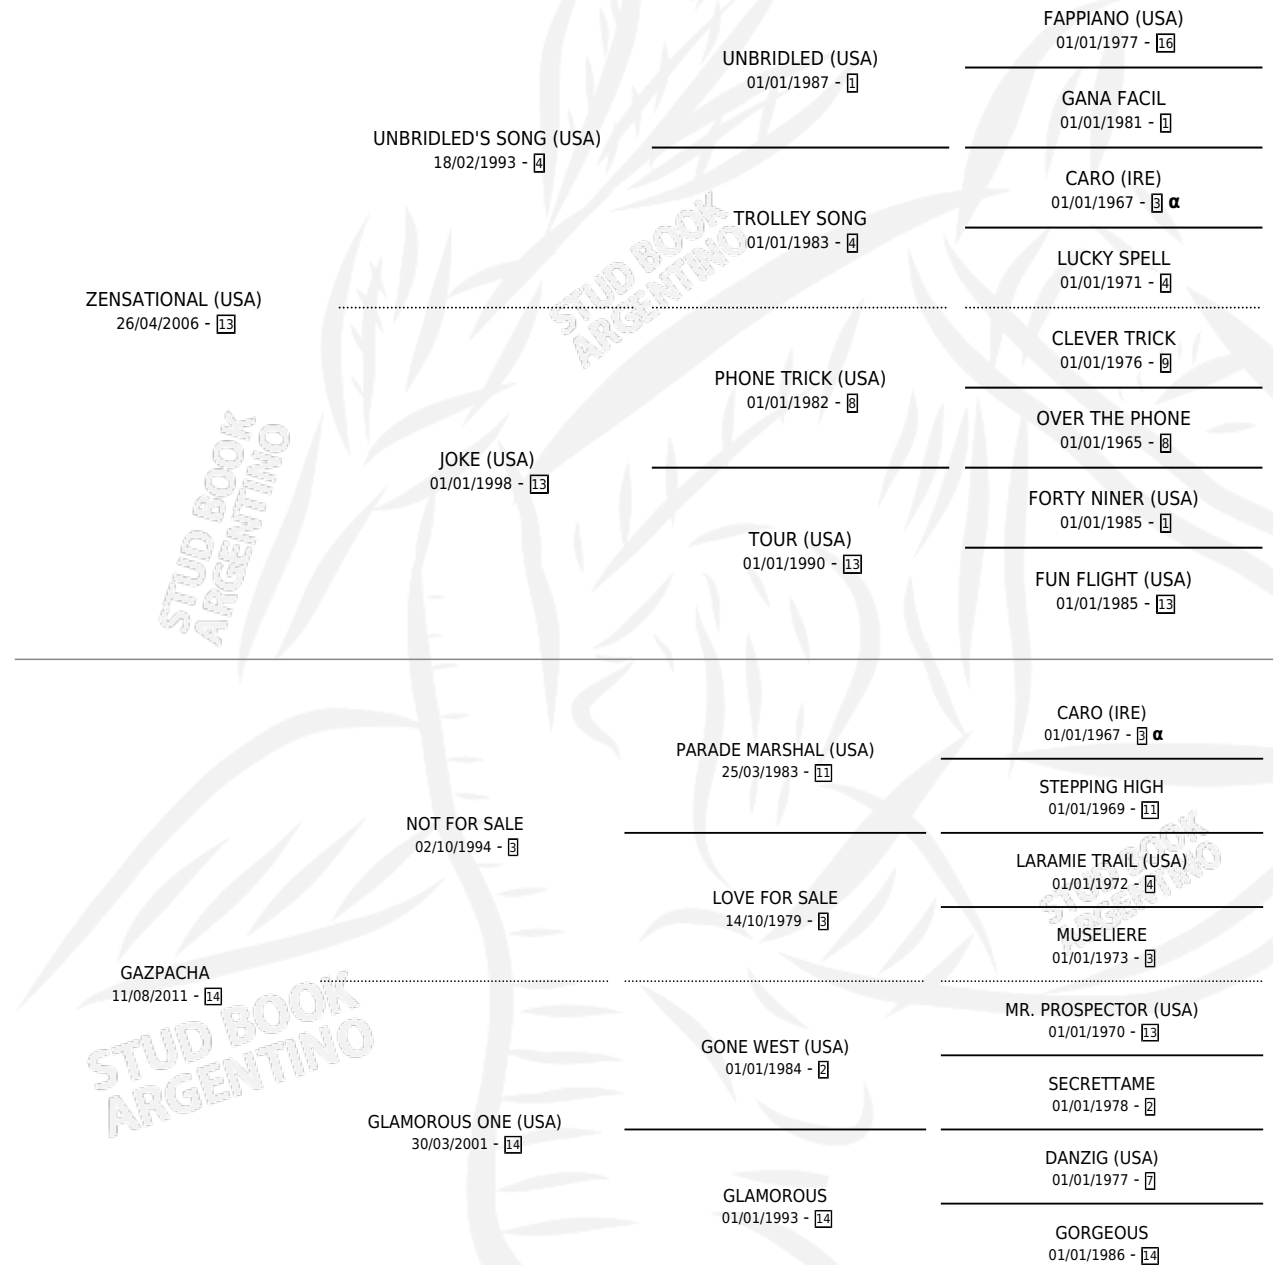 ZENSATIONAL (USA)
26/04/2006 - 13
UNBRIDLED'S SONG (USA)
18/02/1993 - 4
UNBRIDLED (USA)
01/01/1987 - 1
FAPPIANO (USA)
01/01/1977 - 16
GANA FACIL
01/01/1981 - 1
TROLLEY SONG
01/01/1983 - 4
CARO (IRE)
01/01/1967 - 3 α
LUCKY SPELL
01/01/1971 - 4
JOKE (USA)
01/01/1998 - 13
PHONE TRICK (USA)
01/01/1982 - 8
CLEVER TRICK
01/01/1976 - 9
OVER THE PHONE
01/01/1965 - 8
TOUR (USA)
01/01/1990 - 13
FORTY NINER (USA)
01/01/1985 - 1
FUN FLIGHT (USA)
01/01/1985 - 13
GAZPACHA
11/08/2011 - 14
NOT FOR SALE
02/10/1994 - 3
PARADE MARSHAL (USA)
25/03/1983 - 11
CARO (IRE)
01/01/1967 - 3 α
STEPPING HIGH
01/01/1969 - 11
LOVE FOR SALE
14/10/1979 - 3
LARAMIE TRAIL (USA)
01/01/1972 - 4
MUSELIERE
01/01/1973 - 3
GLAMOROUS ONE (USA)
30/03/2001 - 14
GONE WEST (USA)
01/01/1984 - 2
MR. PROSPECTOR (USA)
01/01/1970 - 13
SECRETTAME
01/01/1978 - 2
GLAMOROUS
01/01/1993 - 14
DANZIG (USA)
01/01/1977 - 7
GORGEOUS
01/01/1986 - 14
STUD BOOK
ARGENTINO
STUD BOOK
ARGENTINO
STUD BOOK
ARGENTINO
STUD BOOK
ARGENTINO